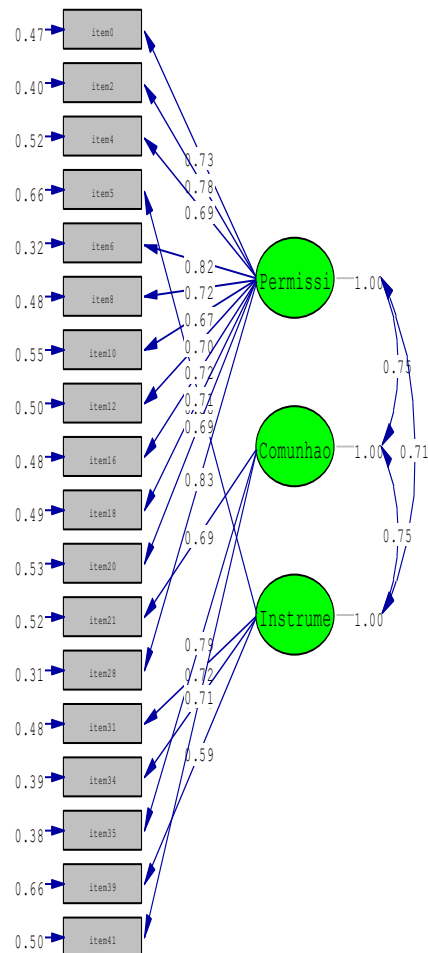 0.47 item0
0.40 item2
0.52 item4
0.66 item5
0.32 item6
0.48 item8
0.55 item10
0.50 item12
0.48 item16
0.49 item18
0.53 item20
0.52 item21
0.31 item28
0.48 item31
0.39 item34
0.38 item35
0.66 item39
0.50 item41
0.73
0.78
0.69
0.82
0.72
0.67
0.70
0.72
0.71
0.69
0.83
0.69
0.79
0.72
0.71
0.59
Permissi 1.00
Comunhao 1.00
Instrume 1.00
0.75
0.71
0.75